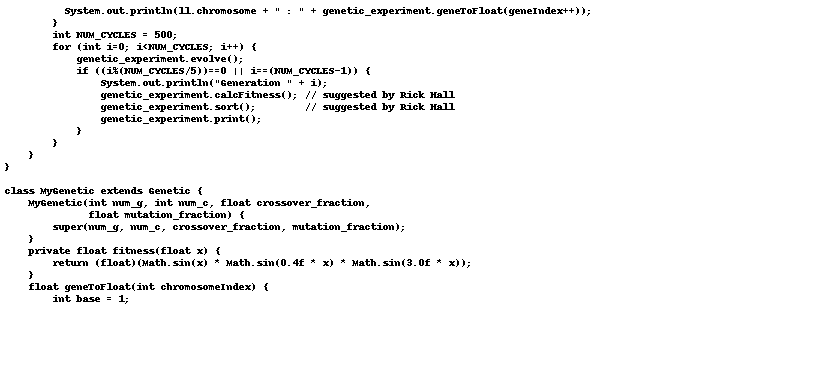 System.out.println(ll.chromosome + " : " + genetic_experiment.geneToFloat(geneIndex++));
}
int NUM_CYCLES = 500;
for (int i=0; i<NUM_CYCLES; i++) {
genetic_experiment.evolve();
if ((i%(NUM_CYCLES/5))==0 || i==(NUM_CYCLES-1)) {
System.out.println("Generation " + i);
genetic_experiment.calcFitness(); // suggested by Rick Hall
genetic_experiment.sort();        // suggested by Rick Hall
genetic_experiment.print();
}
}
}
}
class MyGenetic extends Genetic {
MyGenetic(int num_g, int num_c, float crossover_fraction,
float mutation_fraction) {
super(num_g, num_c, crossover_fraction, mutation_fraction);
}
private float fitness(float x) {
return (float)(Math.sin(x) * Math.sin(0.4f * x) * Math.sin(3.0f * x));
}
float geneToFloat(int chromosomeIndex) {
int base = 1;